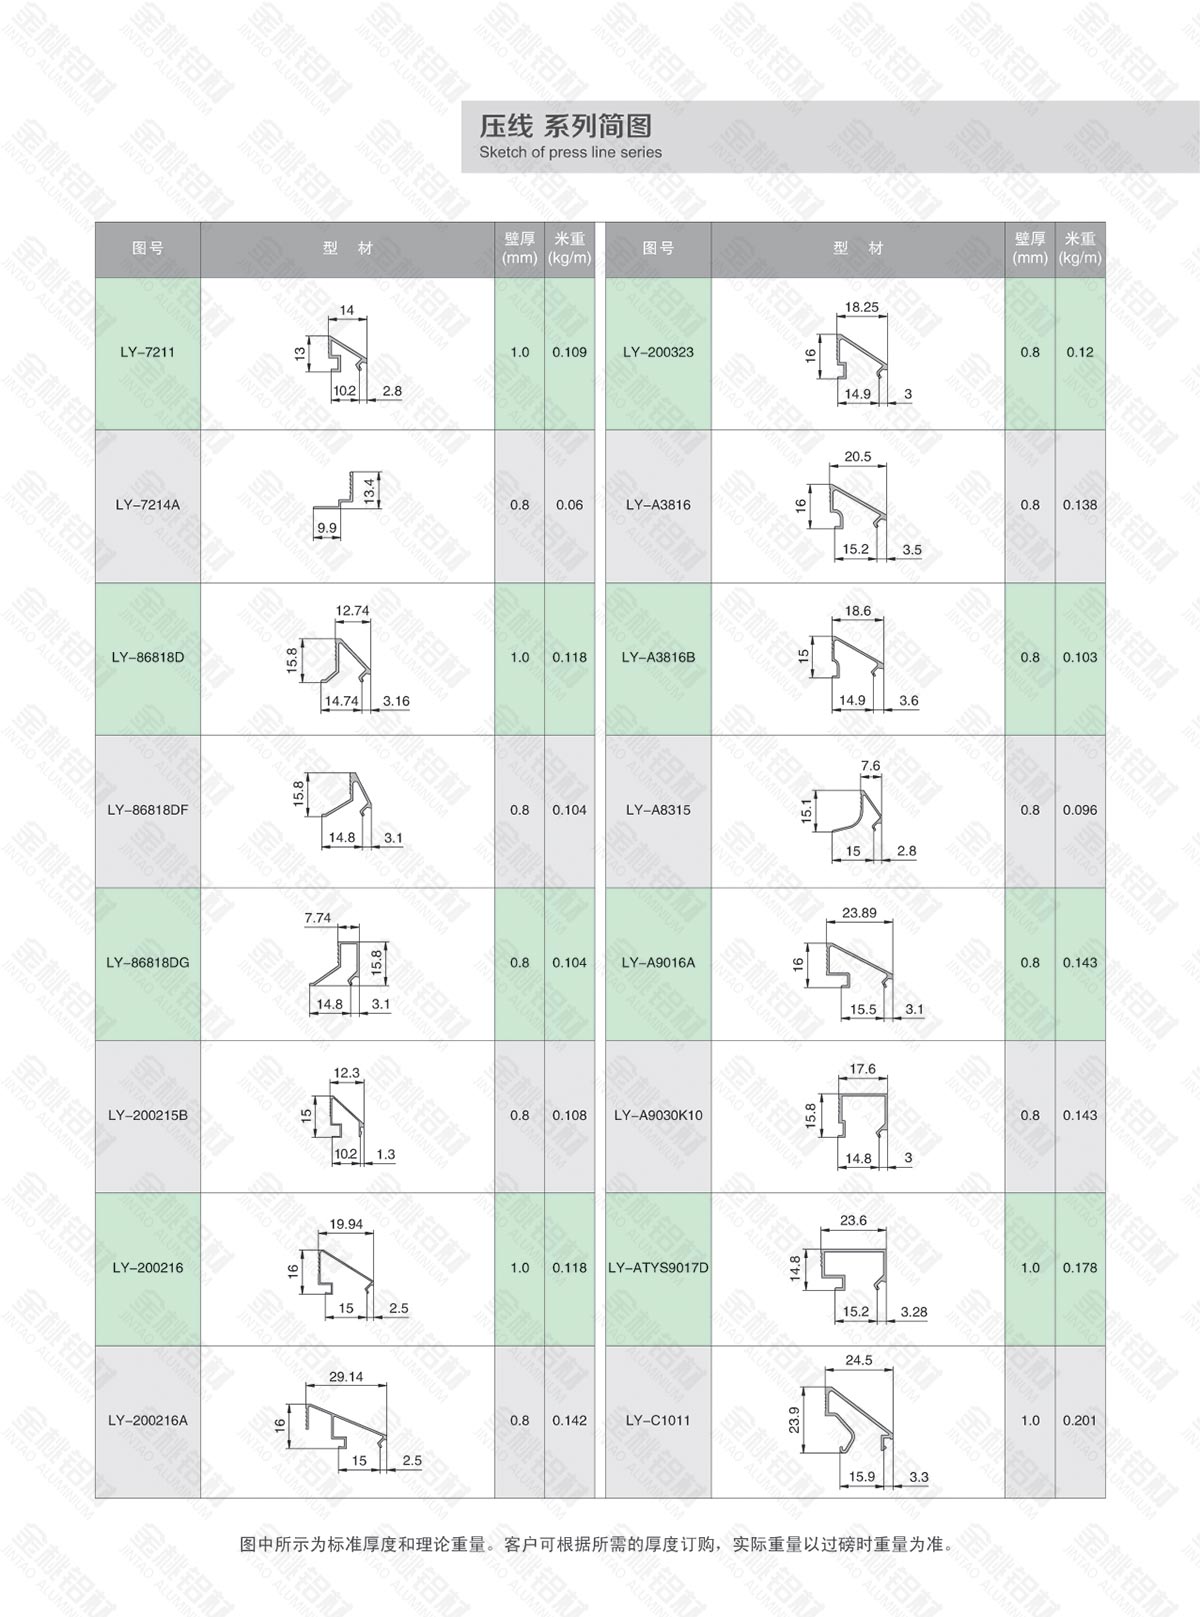 压线 系列简图
Sketch of press line series
图号 型 材 壁厚(mm) 米重(kg/m) 图号 型 材 壁厚(mm) 米重(kg/m)
14
13
10.2 2.8
LY-7211 1.0 0.109
18.25
16
14.9 3
LY-200323 0.8 0.12
13.4
9.9
LY-7214A 0.8 0.06
20.5
16
15.2 3.5
LY-A3816 0.8 0.138
12.74
15.8
14.74 3.16
LY-86818D 1.0 0.118
18.6
15
14.9 3.6
LY-A3816B 0.8 0.103
15.8
14.8 3.1
LY-86818DF 0.8 0.104
7.6
15.1
15 2.8
LY-A8315 0.8 0.096
7.74
15.8
14.8 3.1
LY-86818DG 0.8 0.104
23.89
16
15.5 3.1
LY-A9016A 0.8 0.143
12.3
15
10.2 1.3
LY-200215B 0.8 0.108
17.6
15.8
14.8 3
LY-A9030K10 0.8 0.143
19.94
16
15 2.5
LY-200216 1.0 0.118
23.6
14.8
15.2 3.28
LY-ATYS9017D 1.0 0.178
29.14
16
15 2.5
LY-200216A 0.8 0.142
24.5
23.9
15.9 3.3
LY-C1011 1.0 0.201
图中所示为标准厚度和理论重量。客户可根据所需的厚度订购，实际重量以过磅时重量为准。
金桃铝材
JINTAO ALUMINIUM